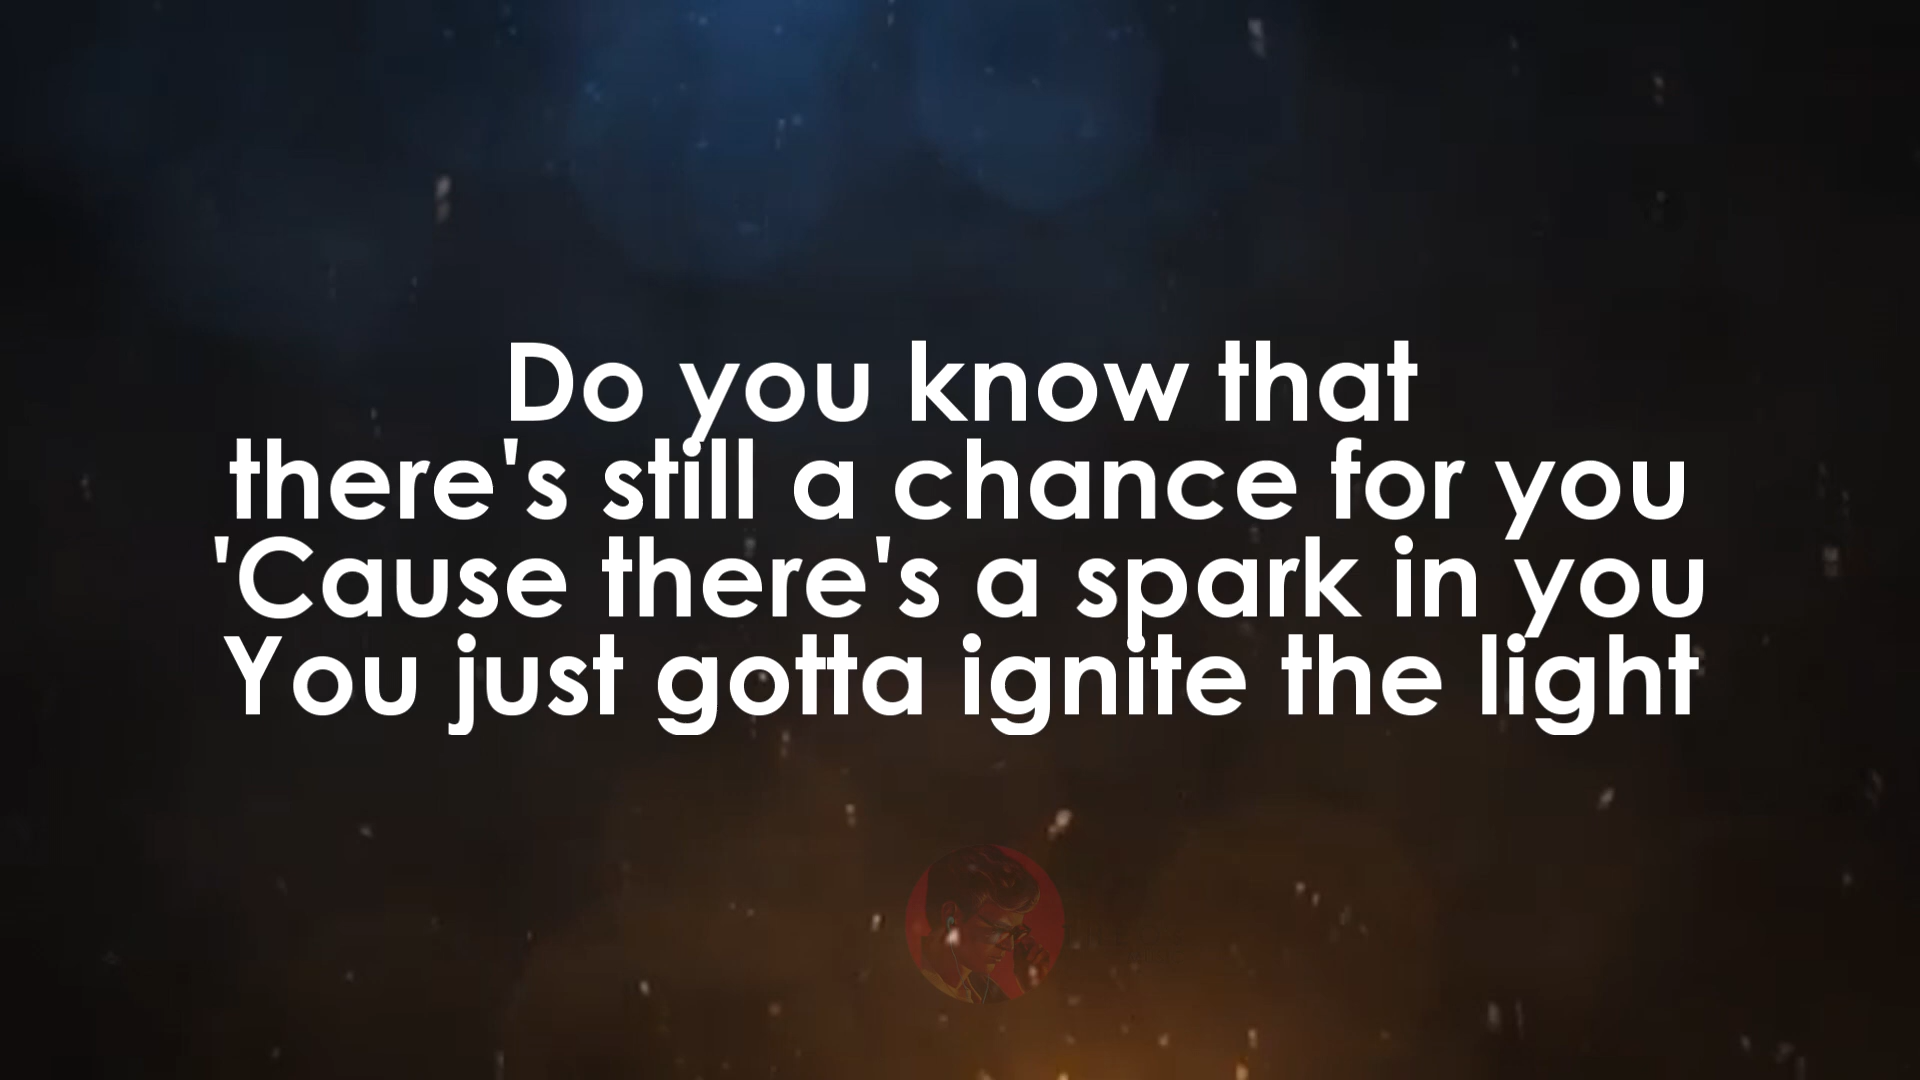 Do you know that
there's still a chance for you
'Cause there's a spark in you
You just gotta ignite the light